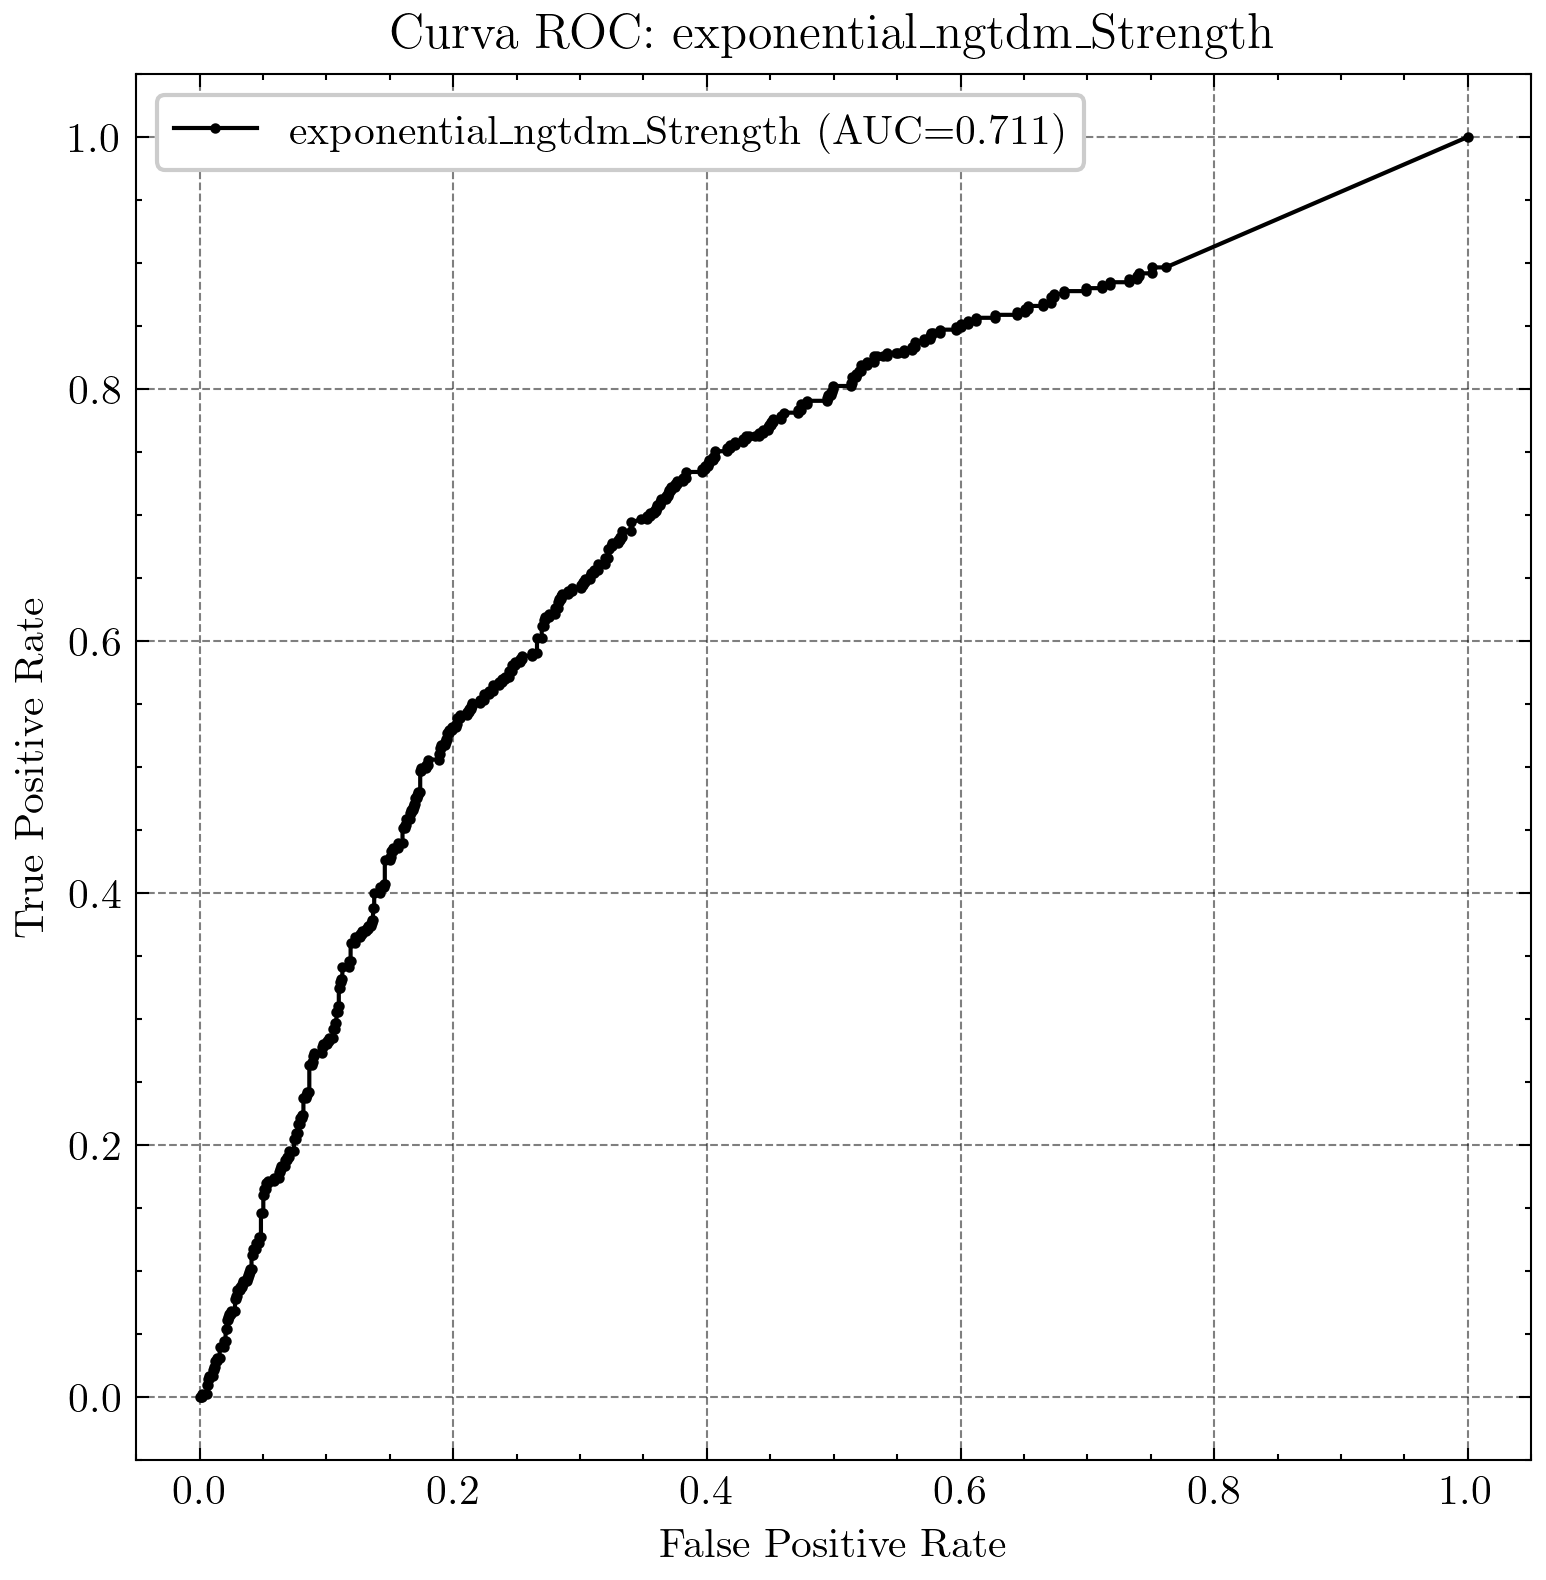 Curva ROC: exponential_ngtdm_Strength
exponential_ngtdm_Strength (AUC=0.711)
True Positive Rate
1.0
0.8
0.6
0.4
0.2
0.0
0.0 0.2 0.4 0.6 0.8 1.0
False Positive Rate